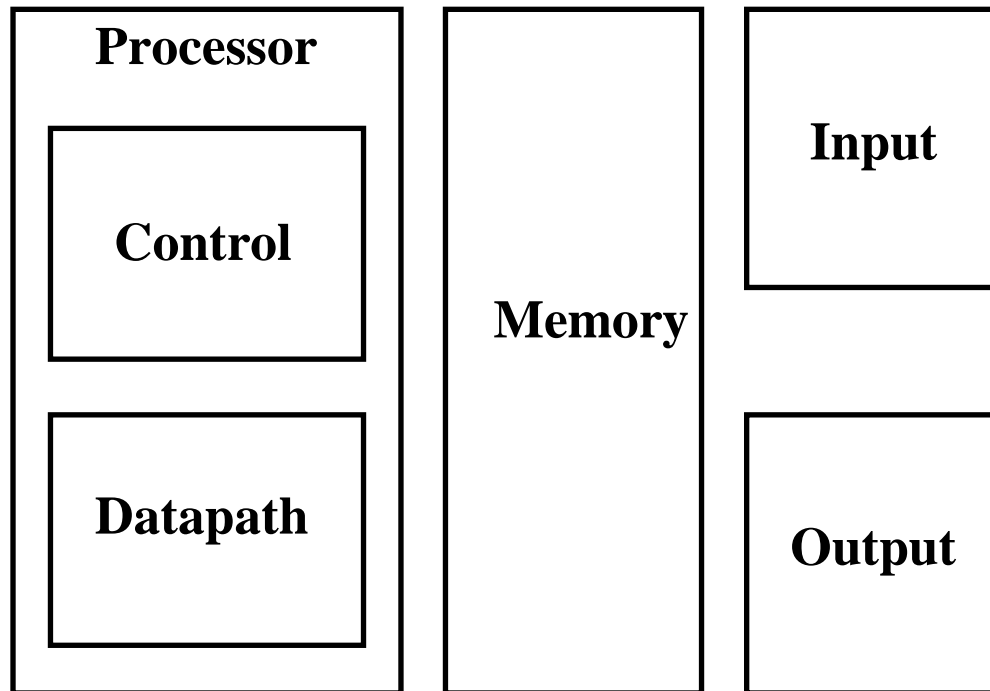 Processor
Control
Datapath
Memory
Input
Output